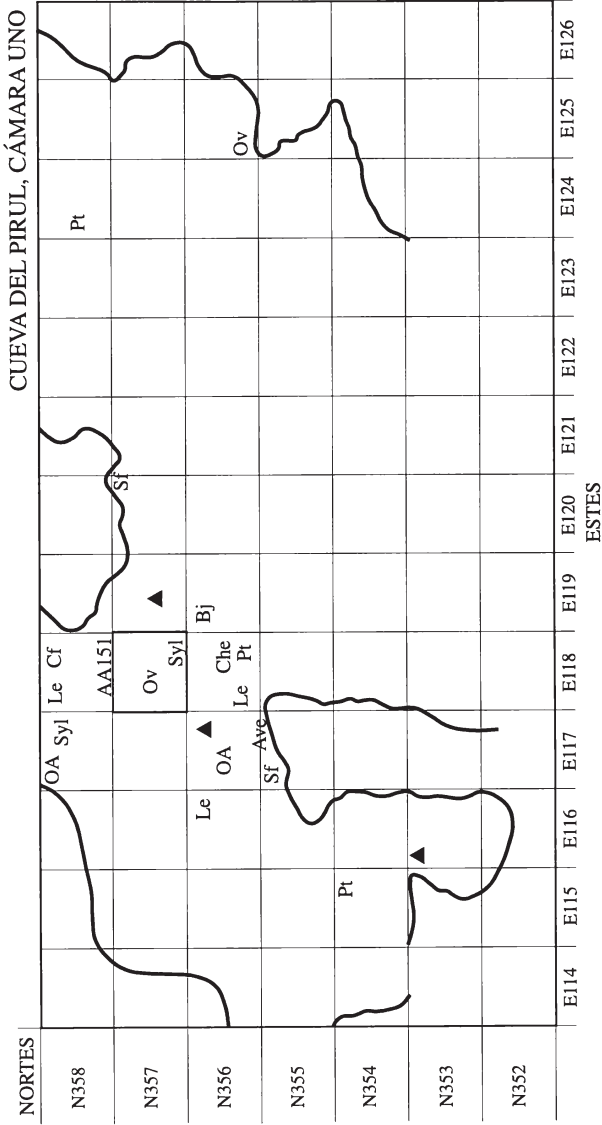 CUEVA DEL PIRUL, CÁMARA UNO
NORTES
OA Le Cf
Syl
N358 Pt
AA151
Sf
N357 Ov
Syl
N356 Le Bj
OA Che
Le Pt Ov
Ave
Sf
N355
Pt
N354
N353
N352
E114 E115 E116 E117 E118 E119 E120 E121 E122 E123 E124 E125 E126
ESTES